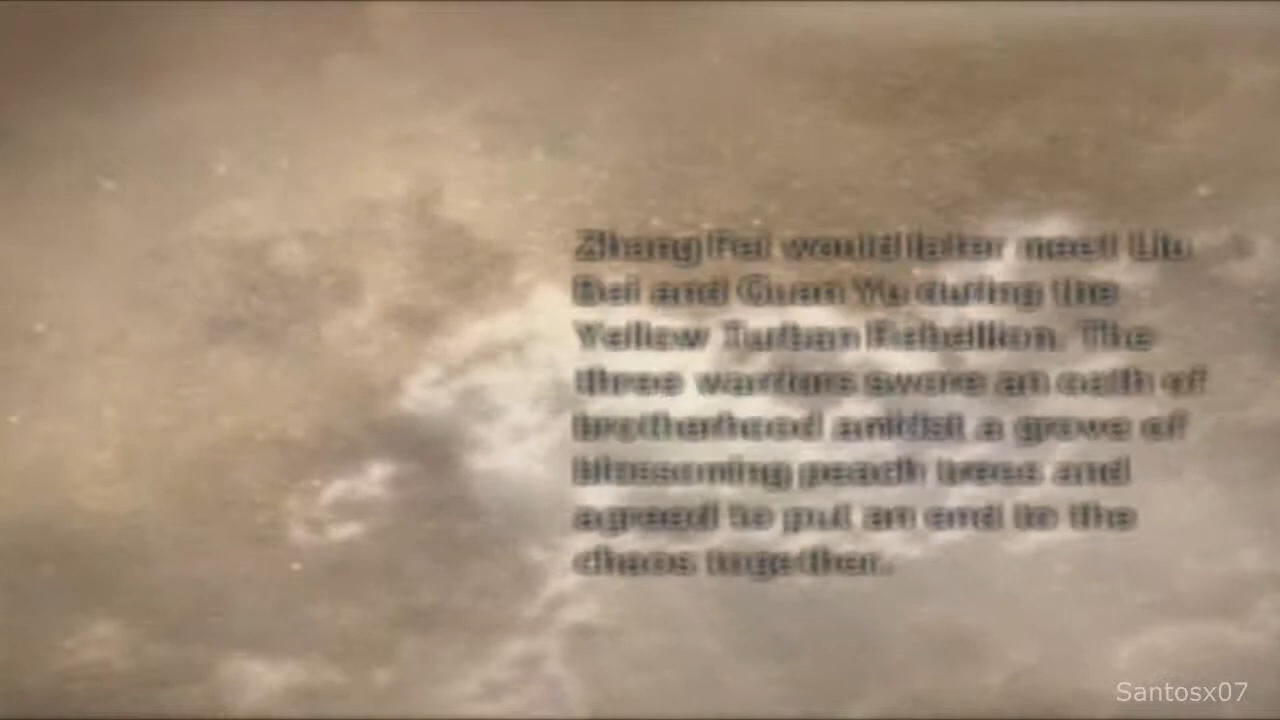 Zhang Fei would later meet Liu
Bei and Guan Yu during the
Yellow Turban Rebellion. The
three warriors swore an oath of
brotherhood amidst a grove of
blossoming peach trees and
agreed to put an end to the
chaos together.
Santosx07